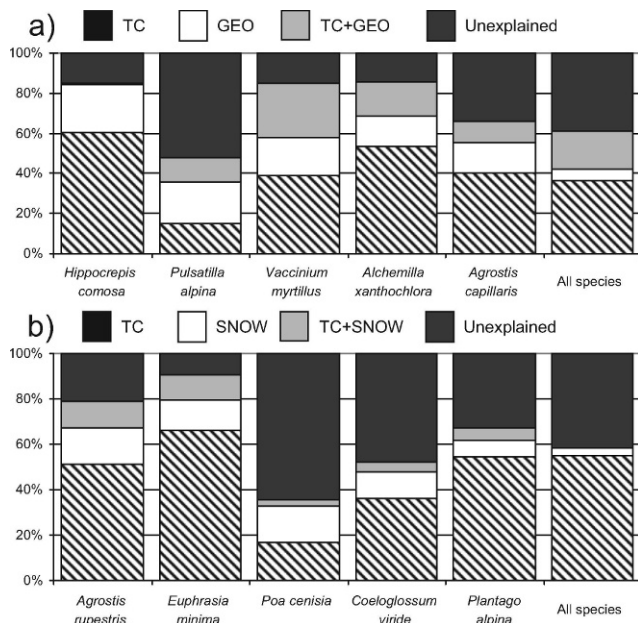 a) TC GEO TC+GEO Unexplained
100%
80%
60%
40%
20%
0%
Hippocrepis comosa
Pulsatilla alpina
Vaccinium myrtillus
Alchemilla xanthochlora
Agrostis capillaris
All species
b) TC SNOW TC+SNOW Unexplained
100%
80%
60%
40%
20%
0%
Agrostis rupestris
Euphrasia minima
Poa cenisia
Coeloglossum viride
Plantago alpina
All species